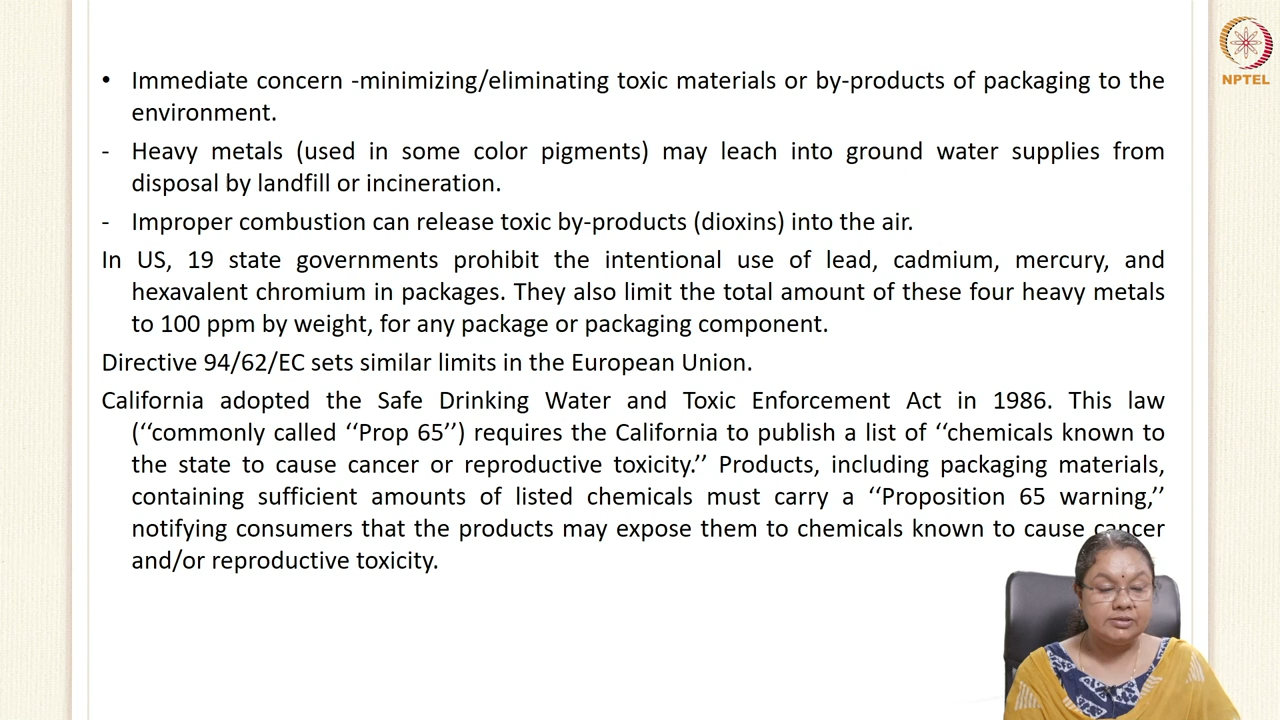 NPTEL
• Immediate concern -minimizing/eliminating toxic materials or by-products of packaging to the
environment.
- Heavy metals (used in some color pigments) may leach into ground water supplies from
disposal by landfill or incineration.
- Improper combustion can release toxic by-products (dioxins) into the air.
In US, 19 state governments prohibit the intentional use of lead, cadmium, mercury, and
hexavalent chromium in packages. They also limit the total amount of these four heavy metals
to 100 ppm by weight, for any package or packaging component.
Directive 94/62/EC sets similar limits in the European Union.
California adopted the Safe Drinking Water and Toxic Enforcement Act in 1986. This law
(‘‘commonly called ‘‘Prop 65’’) requires the California to publish a list of ‘‘chemicals known to
the state to cause cancer or reproductive toxicity.’’ Products, including packaging materials,
containing sufficient amounts of listed chemicals must carry a ‘‘Proposition 65 warning,’’
notifying consumers that the products may expose them to chemicals known to cause cancer
and/or reproductive toxicity.